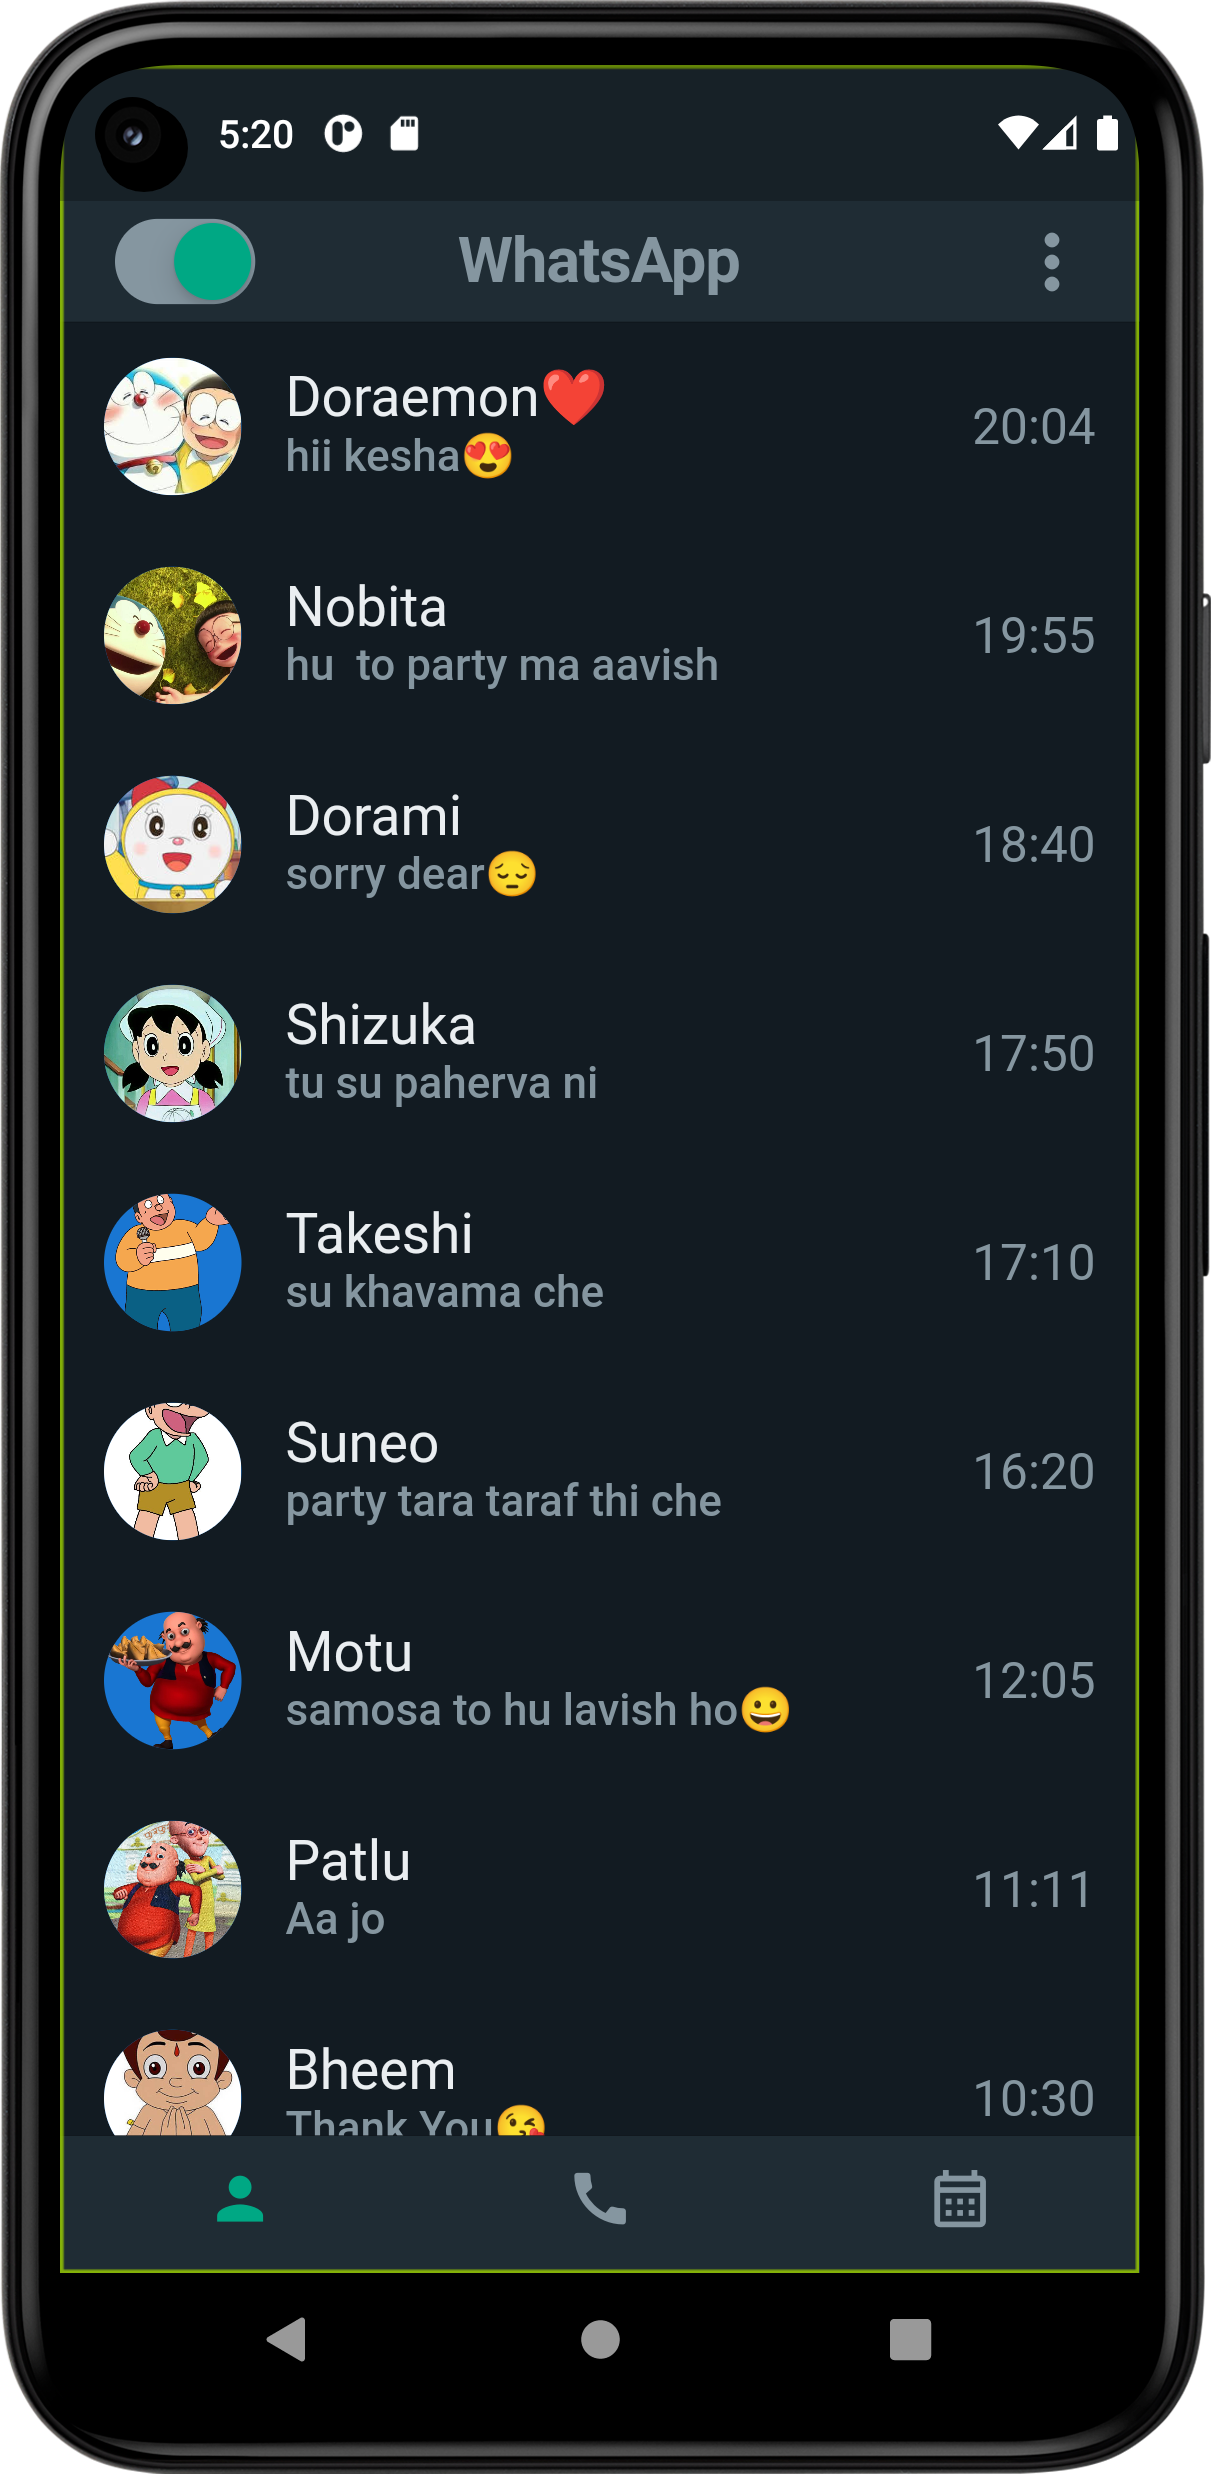 5:20
WhatsApp
Doraemon❤️
20:04
hii kesha😍
Nobita
19:55
hu  to party ma aavish
Dorami
18:40
sorry dear😔
Shizuka
17:50
tu su paherva ni
Takeshi
17:10
su khavama che
Suneo
16:20
party tara taraf thi che
Motu
12:05
samosa to hu lavish ho😀
Patlu
11:11
Aa jo
Bheem
10:30
Thank You😘